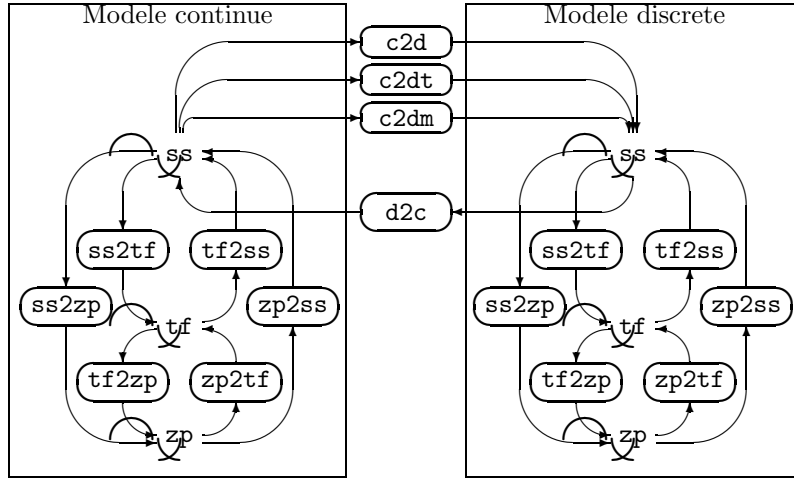 Modele continue
Modele discrete
c2d
c2dt
c2dm
ss
ss
d2c
ss2tf
tf2ss
ss2tf
tf2ss
ss2zp
zp2ss
ss2zp
zp2ss
tf
tf
tf2zp
zp2tf
tf2zp
zp2tf
zp
zp